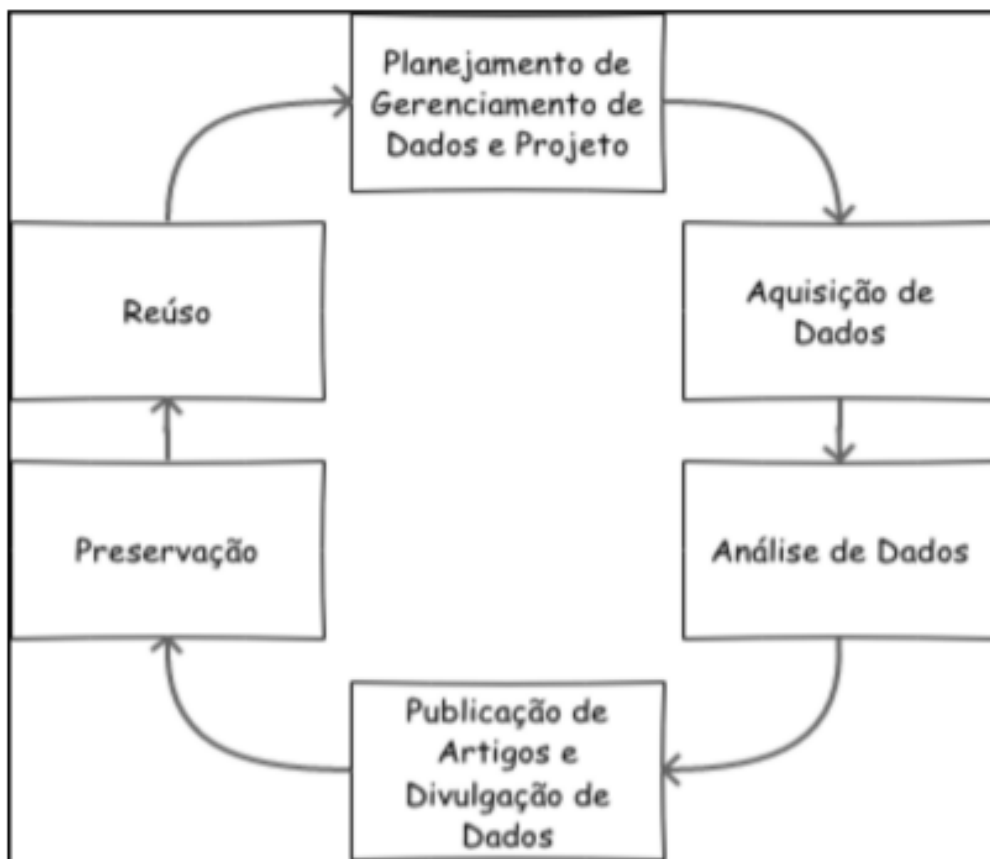 Planejamento de
Gerenciamento de
Dados e Projeto
Aquisição de
Dados
Análise de Dados
Publicação de
Artigos e
Divulgação de
Dados
Preservação
Reúso